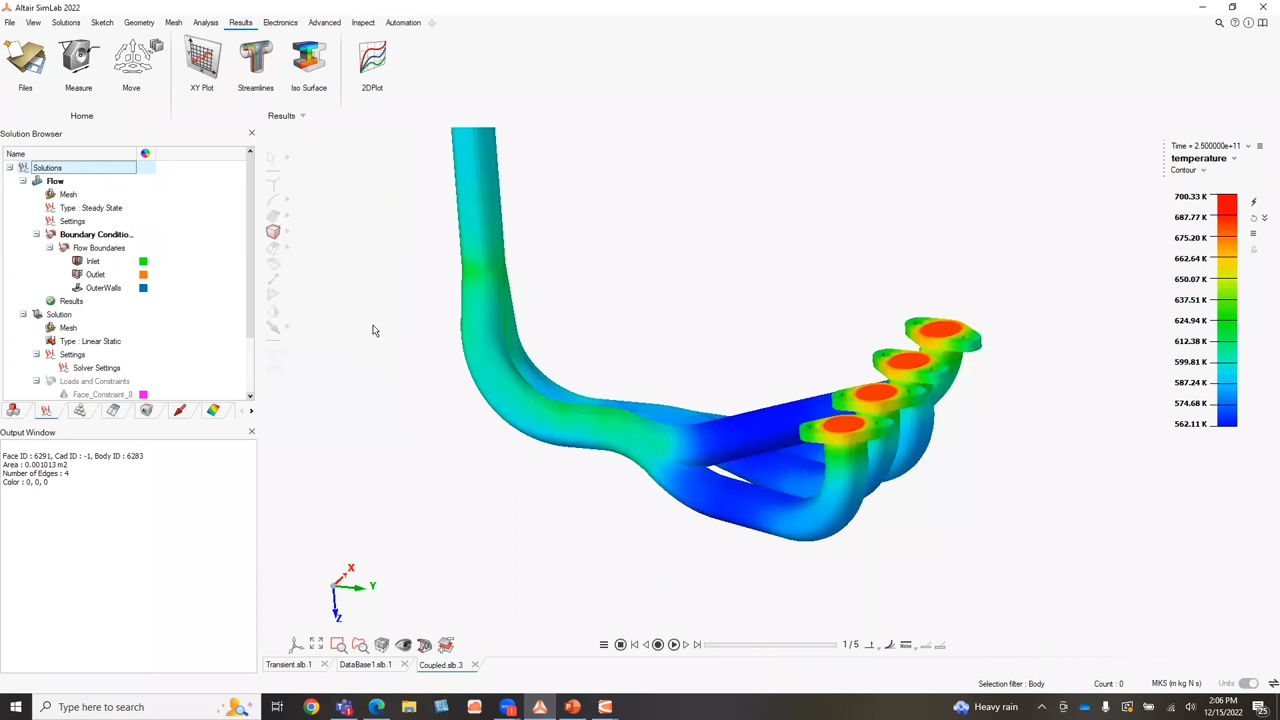 Altair SimLab 2022
File View Solutions Sketch Geometry Mesh Analysis Results Electronics Advanced Inspect Automation
Files Measure Move XY Plot Streamlines Iso Surface 2DPlot
Home Results
Solution Browser
Name
Solutions
Flow
Mesh
Type : Steady State
Settings
Boundary Conditio...
Flow Boundaries
Inlet
Outlet
OuterWalls
Results
Solution
Mesh
Type : Linear Static
Settings
Solver Settings
Loads and Constraints
Face_Constraint_8
Output Window
Face ID : 6291, Cad ID : -1, Body ID : 6283
Area : 0.001013 m2
Number of Edges : 4
Color : 0, 0, 0
Time = 2.500000e+11
temperature
Contour
700.33 K
687.77 K
675.20 K
662.64 K
650.07 K
637.51 K
624.94 K
612.38 K
599.81 K
587.24 K
574.68 K
562.11 K
X
Y
Z
1/5
Transient.slb.1 DataBase1.slb.1 Coupled.slb.3
Selection filter : Body Count : 0 MKS (m kg N s) Units
Type here to search
Heavy rain
2:06 PM
12/15/2022